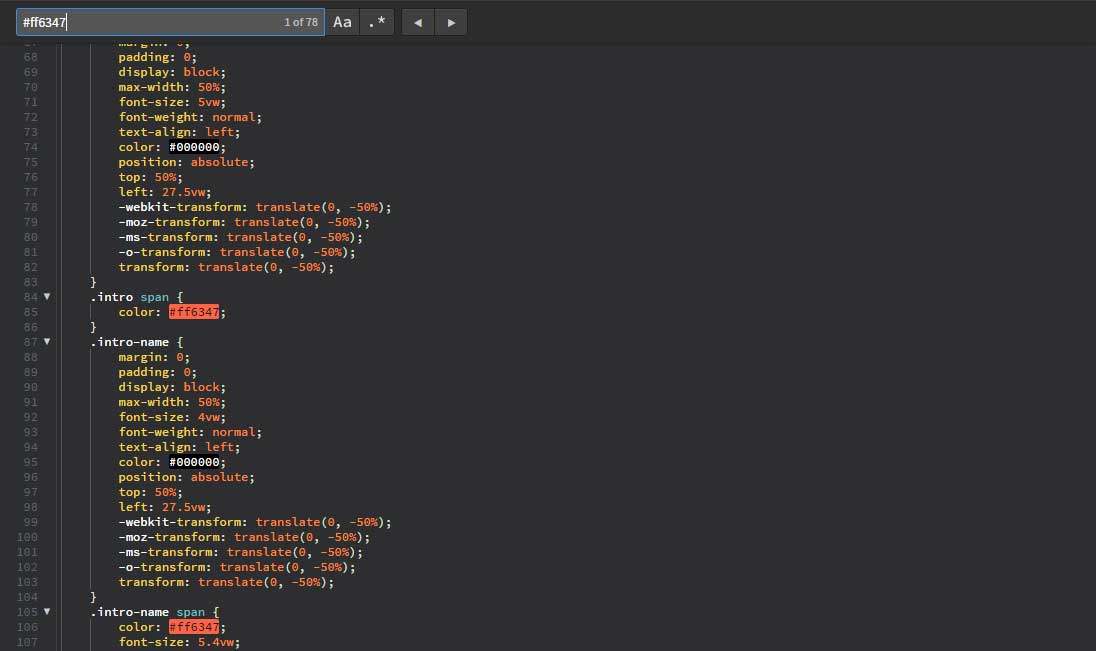 #ff6347 1 of 78 Aa .* ◀ ▶
67 margin: 0;
68 padding: 0;
69 display: block;
70 max-width: 50%;
71 font-size: 5vw;
72 font-weight: normal;
73 text-align: left;
74 color: #000000;
75 position: absolute;
76 top: 50%;
77 left: 27.5vw;
78 -webkit-transform: translate(0, -50%);
79 -moz-transform: translate(0, -50%);
80 -ms-transform: translate(0, -50%);
81 -o-transform: translate(0, -50%);
82 transform: translate(0, -50%);
83 }
84 ▼ .intro span {
85 color: #ff6347;
86 }
87 ▼ .intro-name {
88 margin: 0;
89 padding: 0;
90 display: block;
91 max-width: 50%;
92 font-size: 4vw;
93 font-weight: normal;
94 text-align: left;
95 color: #000000;
96 position: absolute;
97 top: 50%;
98 left: 27.5vw;
99 -webkit-transform: translate(0, -50%);
100 -moz-transform: translate(0, -50%);
101 -ms-transform: translate(0, -50%);
102 -o-transform: translate(0, -50%);
103 transform: translate(0, -50%);
104 }
105 ▼ .intro-name span {
106 color: #ff6347;
107 font-size: 5.4vw;